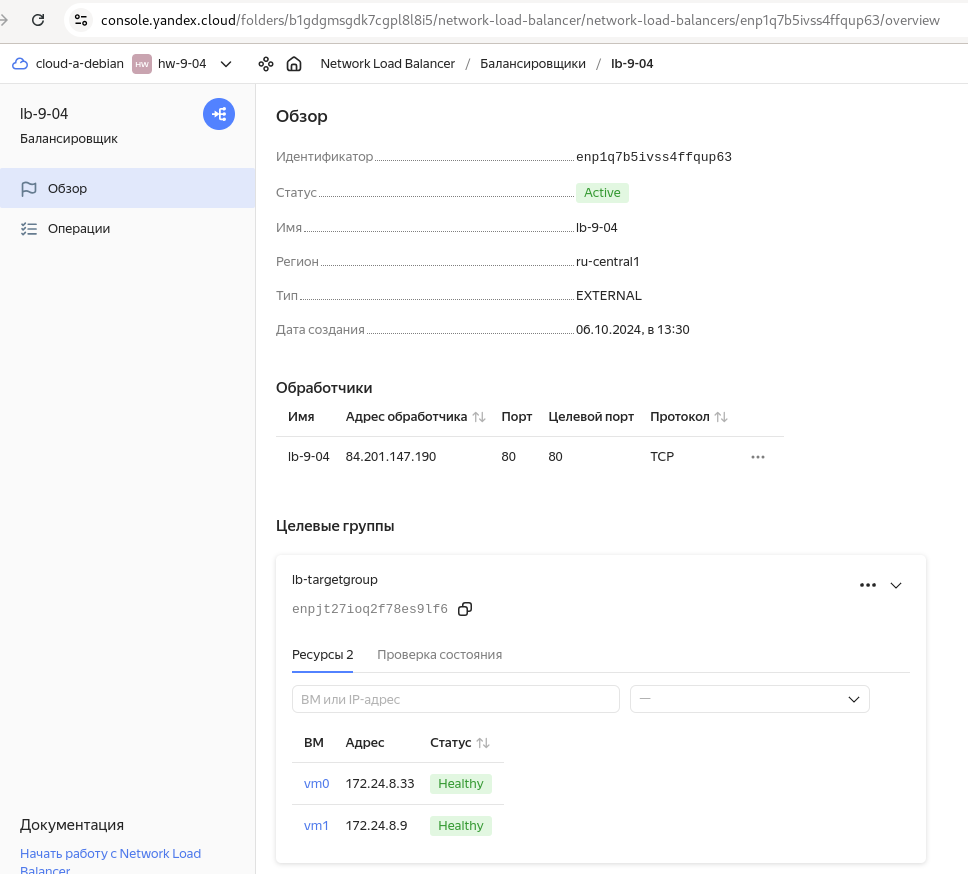 console.yandex.cloud/folders/b1gdgmsgdk7cgpl8l8i5/network-load-balancer/network-load-balancers/enp1q7b5ivss4ffqup63/overview
cloud-a-debian HW hw-9-04 Network Load Balancer / Балансировщики / lb-9-04
lb-9-04
Балансировщик
Обзор
Операции
Документация
Начать работу с Network Load
Balancer
Обзор
Идентификатор enp1q7b5ivss4ffqup63
Статус Active
Имя lb-9-04
Регион ru-central1
Тип EXTERNAL
Дата создания 06.10.2024, в 13:30
Обработчики
Имя Адрес обработчика Порт Целевой порт Протокол
lb-9-04 84.201.147.190 80 80 TCP
Целевые группы
lb-targetgroup
enpjt27ioq2f78es9lf6
Ресурсы 2 Проверка состояния
ВМ или IP-адрес —
ВМ Адрес Статус
vm0 172.24.8.33 Healthy
vm1 172.24.8.9 Healthy